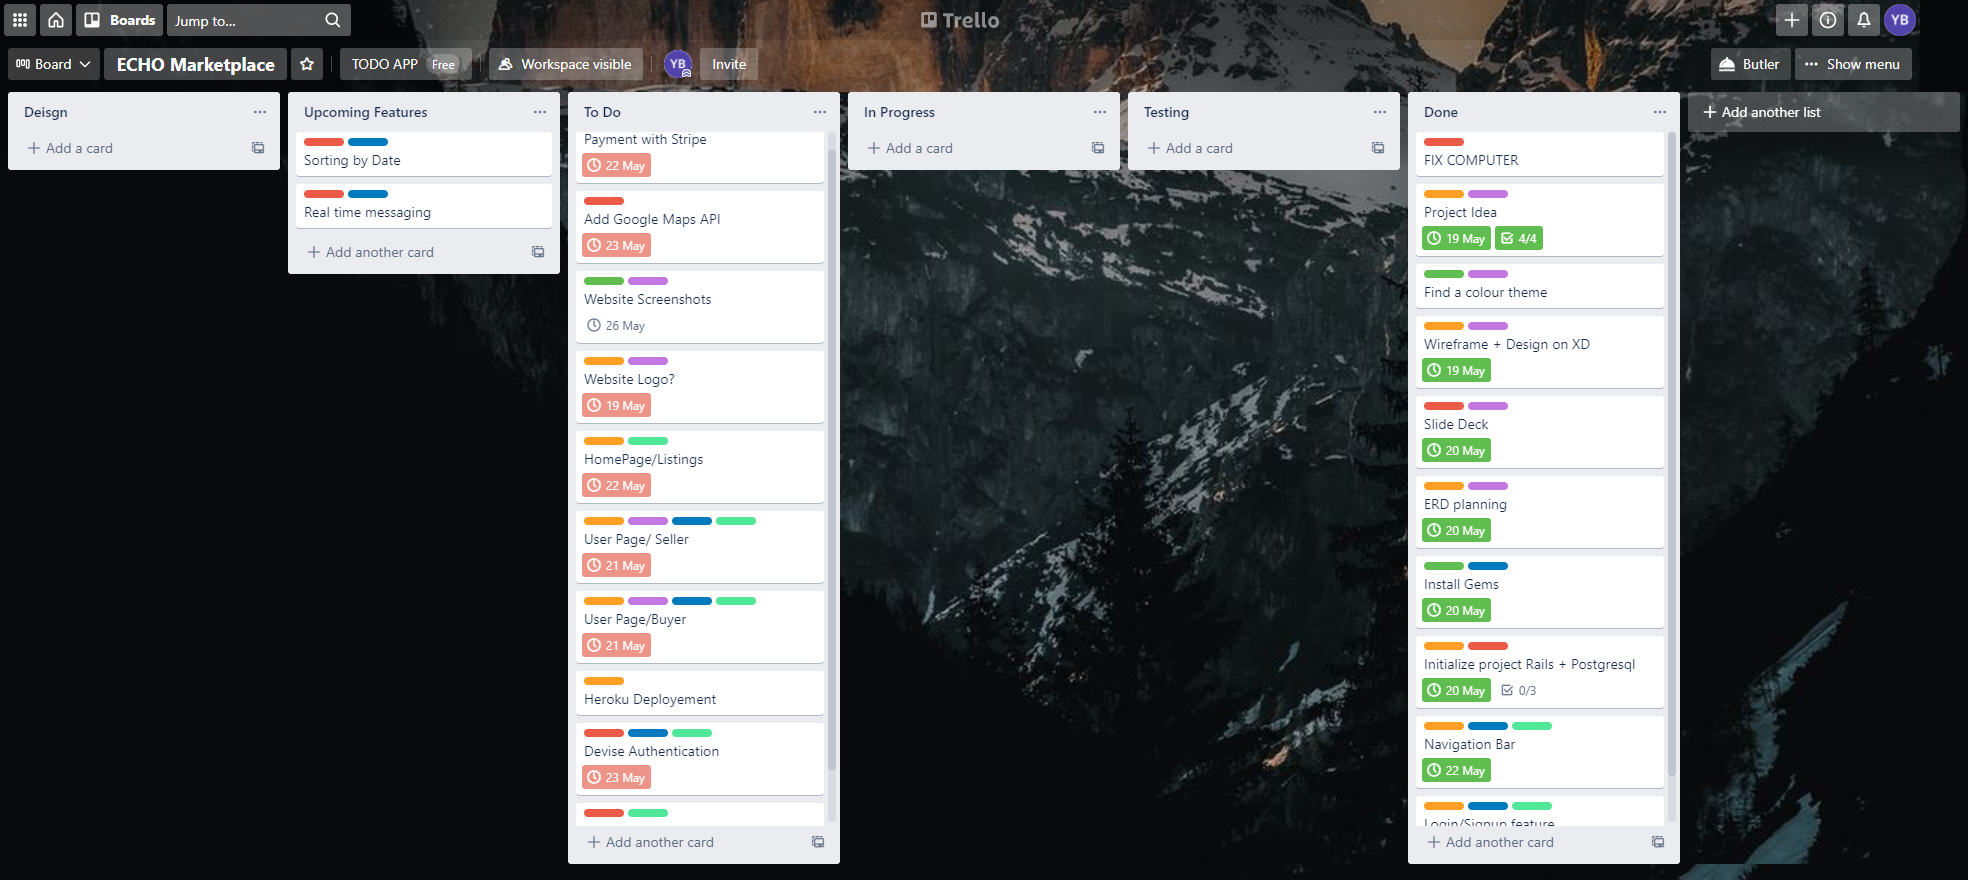 Boards
Jump to...
Trello
YB
Board
ECHO Marketplace
TODO APP Free
Workspace visible
YB
Invite
Butler
Show menu
Deisgn
Add a card
Upcoming Features
Sorting by Date
Real time messaging
Add another card
To Do
Payment with Stripe
22 May
Add Google Maps API
23 May
Website Screenshots
26 May
Website Logo?
19 May
HomePage/Listings
22 May
User Page/ Seller
21 May
User Page/Buyer
21 May
Heroku Deployement
Devise Authentication
23 May
Add another card
In Progress
Add a card
Testing
Add a card
Done
FIX COMPUTER
Project Idea
19 May 4/4
Find a colour theme
Wireframe + Design on XD
19 May
Slide Deck
20 May
ERD planning
20 May
Install Gems
20 May
Initialize project Rails + Postgresql
20 May 0/3
Navigation Bar
22 May
Login/Signup feature
Add another card
Add another list